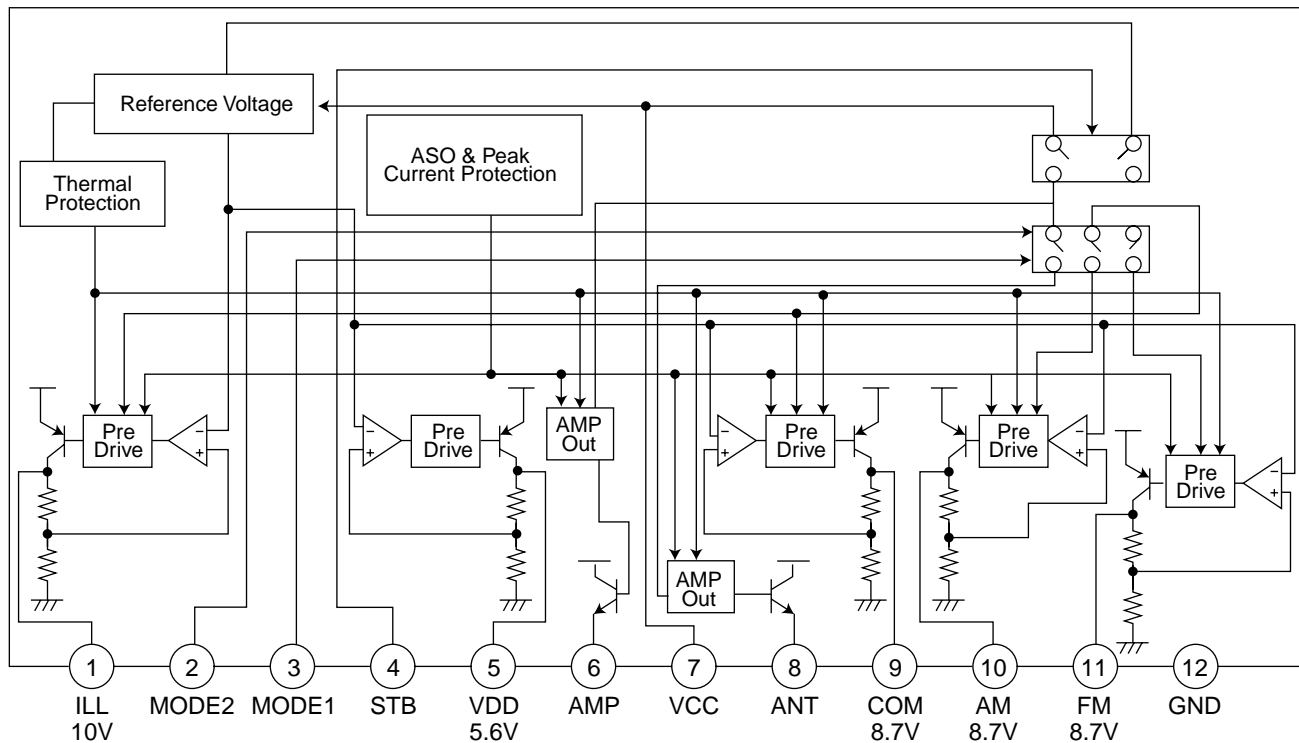 Reference Voltage
Thermal
Protection
ASO & Peak
Current Protection
Pre
Drive
−
+
−
+
Pre
Drive
AMP
Out
−
+
Pre
Drive
Pre
Drive
−
+
Pre
Drive
−
+
AMP
Out
1 2 3 4 5 6 7 8 9 10 11 12
ILL MODE2 MODE1 STB VDD AMP VCC ANT COM AM FM GND
10V 5.6V 8.7V 8.7V 8.7V